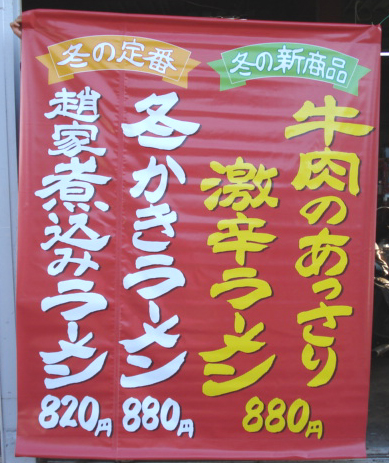 冬の新商品
牛肉のあっさり
激辛ラーメン
880円
冬の定番
冬かきラーメン
880円
趙家煮込みラーメン
820円